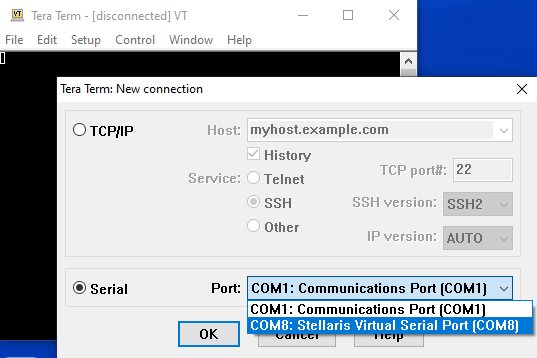 VT
Tera Term - [disconnected] VT
File Edit Setup Control Window Help
Tera Term: New connection
TCP/IP
Host: myhost.example.com
History
Service: Telnet
TCP port#: 22
SSH
SSH version: SSH2
Other
IP version: AUTO
Serial
Port: COM1: Communications Port (COM1)
COM1: Communications Port (COM1)
COM8: Stellaris Virtual Serial Port (COM8)
OK Cancel Help